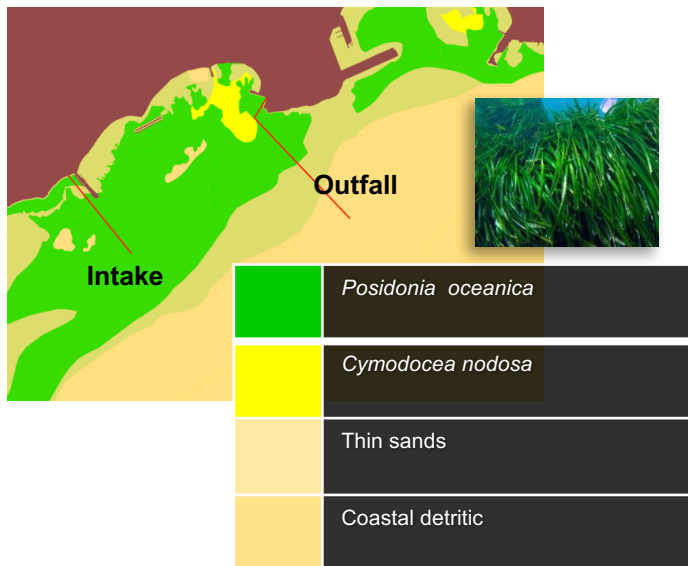 Outfall
Intake
Posidonia oceanica
Cymodocea nodosa
Thin sands
Coastal detritic